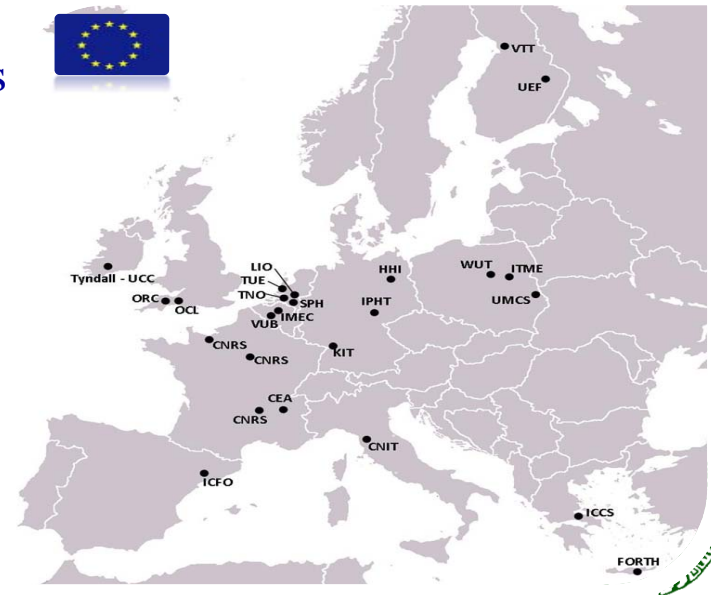 S
VTT
UEF
LIO
TUE
TNO
SPH
IMEC
VUB
Tyndall - UCC
ORC
OCL
HHI
IPHT
WUT
ITME
UMCS
CNRS
CNRS
KIT
CEA
CNRS
CNIT
ICFO
ICCS
FORTH